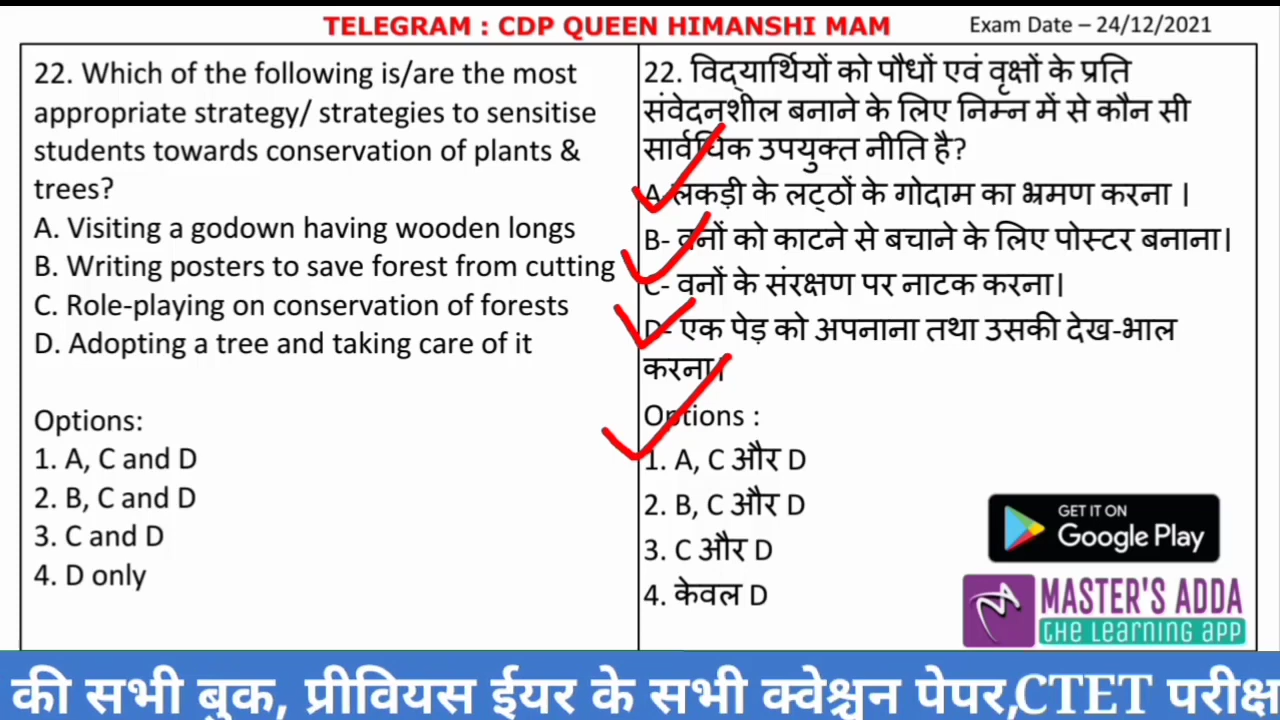 TELEGRAM : CDP QUEEN HIMANSHI MAM
Exam Date – 24/12/2021
22. Which of the following is/are the most
appropriate strategy/ strategies to sensitise
students towards conservation of plants &
trees?
A. Visiting a godown having wooden longs
B. Writing posters to save forest from cutting
C. Role-playing on conservation of forests
D. Adopting a tree and taking care of it
Options:
1. A, C and D
2. B, C and D
3. C and D
4. D only
22. विद्यार्थियों को पौधों एवं वृक्षों के प्रति
संवेदनशील बनाने के लिए निम्न में से कौन सी
सार्वधिक उपयुक्त नीति है?
A लकड़ी के लट्ठों के गोदाम का भ्रमण करना ।
B- वनों को काटने से बचाने के लिए पोस्टर बनाना।
C- वनों के संरक्षण पर नाटक करना।
D- एक पेड़ को अपनाना तथा उसकी देख-भाल
करना।
Options :
1. A, C और D
2. B, C और D
3. C और D
4. केवल D
GET IT ON
Google Play
MASTER'S ADDA
the Learning app
की सभी बुक, प्रीवियस ईयर के सभी क्वेश्चन पेपर,CTET परीक्ष